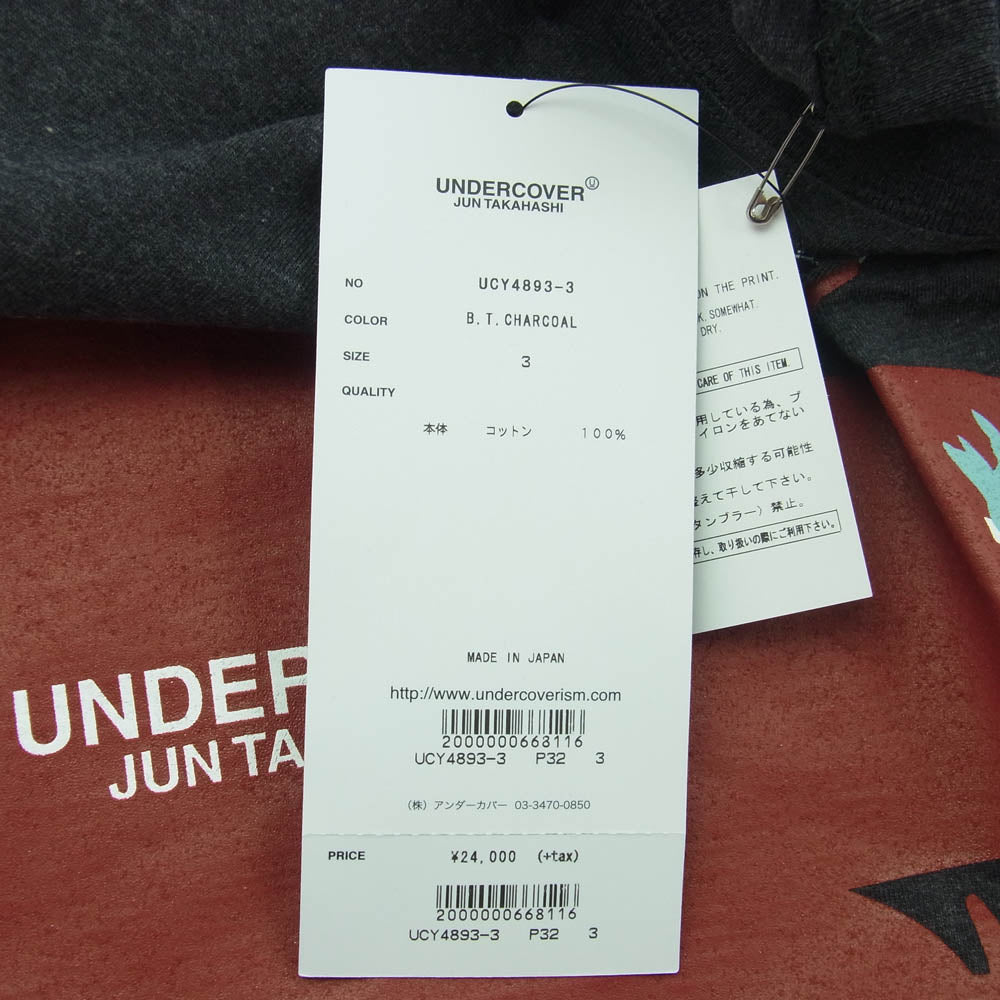 UNDERCOVER Ⓤ
JUN TAKAHASHI
NO UCY4893-3
COLOR B.T.CHARCOAL
SIZE 3
QUALITY
本体 コットン 100%
MADE IN JAPAN
http://www.undercoverism.com
2000000668116
UCY4893-3 P32 3
(株) アンダーカバー 03-3470-0850
PRICE ¥24,000 (+tax)
2000000668116
UCY4893-3 P32 3
ON THE PRINT.
SOMEWHAT.
DRY.
CARE OF THIS ITEM.
用している為、プ
イロンをあてない
多少収縮する可能性
えて干して下さい。
タンブラー）禁止。
存し、取り扱いの際にご利用下さい。
UNDER
JUN TA